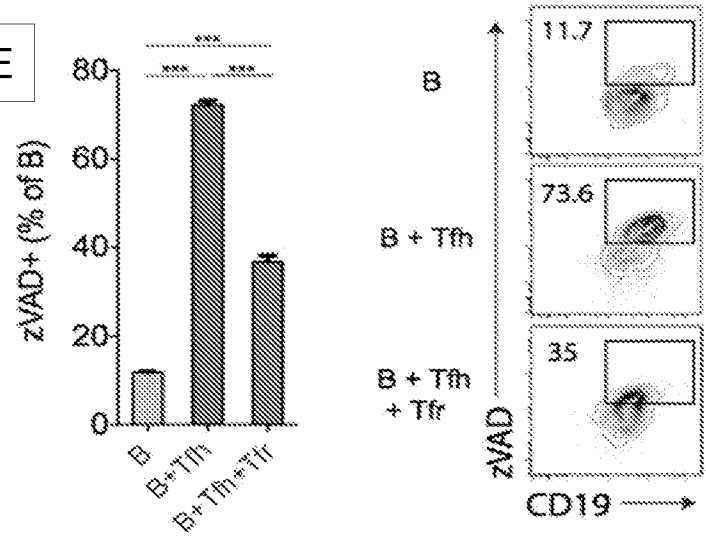 E
zVAD+ (% of B)
80
60
40
20
0
***
***
***
B
B+Tfh
B+Tfh+Tfr
B
B + Tfh
B + Tfh
+ Tfr
zVAD
11.7
73.6
35
CD19